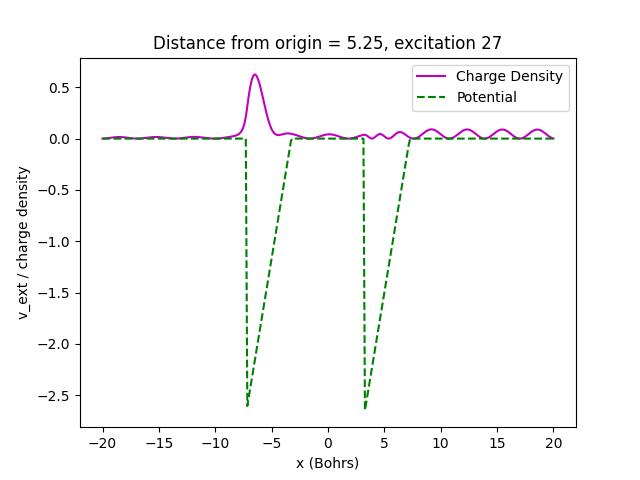 Distance from origin = 5.25, excitation 27
Charge Density
Potential
v_ext / charge density
0.5
0.0
−0.5
−1.0
−1.5
−2.0
−2.5
−20 −15 −10 −5 0 5 10 15 20
x (Bohrs)